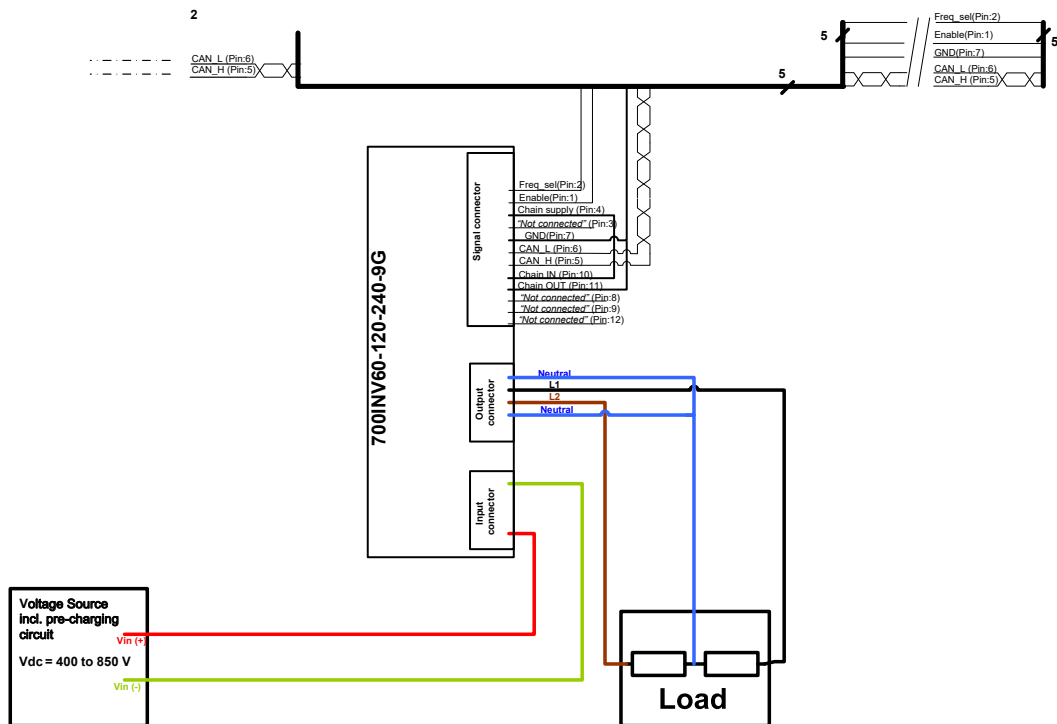 2
CAN_L (Pin:6)
CAN_H (Pin:5)
5
5
Freq_sel(Pin:2)
Enable(Pin:1)
GND(Pin:7)
CAN_L (Pin:6)
CAN_H (Pin:5)
5
700INV60-120-240-9G
Signal connector
Freq_sel(Pin:2)
Enable(Pin:1)
Chain supply (Pin:4)
"Not connected" (Pin:3)
GND(Pin:7)
CAN_L (Pin:6)
CAN_H (Pin:5)
Chain IN (Pin:10)
Chain OUT (Pin:11)
"Not connected" (Pin:8)
"Not connected" (Pin:9)
"Not connected" (Pin:12)
Output
connector
Neutral
L1
L2
Neutral
Input
connector
Voltage Source
incl. pre-charging
circuit
Vin (+)
Vdc = 400 to 850 V
Vin (-)
Load